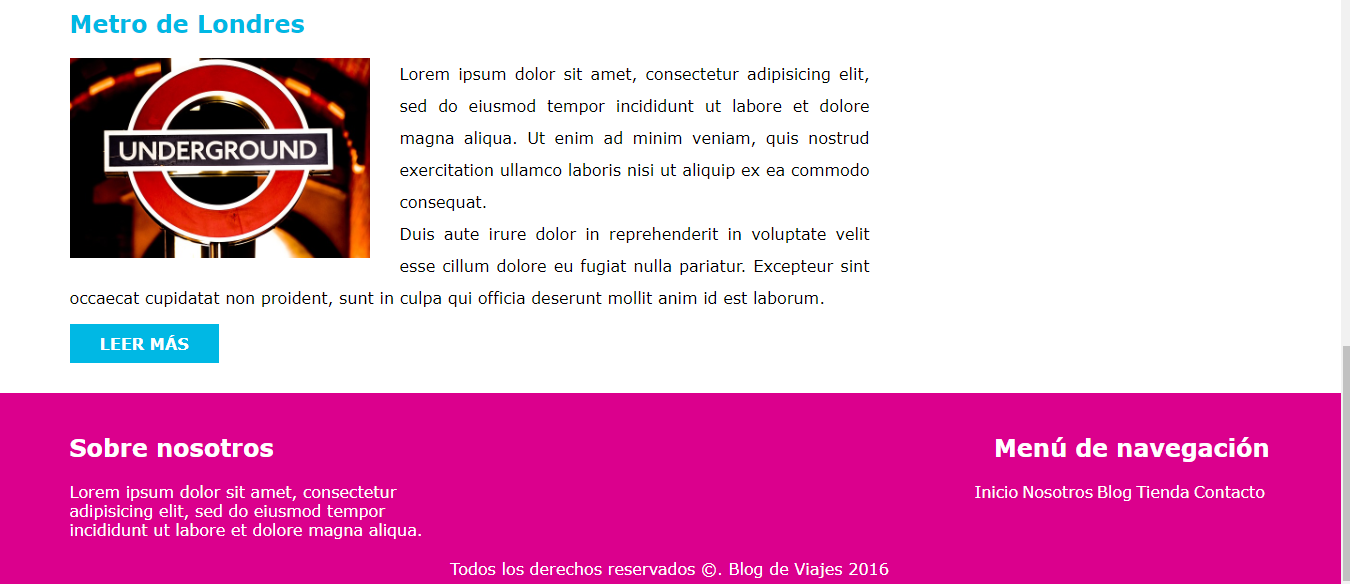 Metro de Londres
UNDERGROUND
Lorem ipsum dolor sit amet, consectetur adipisicing elit,
sed do eiusmod tempor incididunt ut labore et dolore
magna aliqua. Ut enim ad minim veniam, quis nostrud
exercitation ullamco laboris nisi ut aliquip ex ea commodo
consequat.
Duis aute irure dolor in reprehenderit in voluptate velit
esse cillum dolore eu fugiat nulla pariatur. Excepteur sint
occaecat cupidatat non proident, sunt in culpa qui officia deserunt mollit anim id est laborum.
LEER MÁS
Sobre nosotros
Lorem ipsum dolor sit amet, consectetur
adipisicing elit, sed do eiusmod tempor
incididunt ut labore et dolore magna aliqua.
Menú de navegación
Inicio Nosotros Blog Tienda Contacto
Todos los derechos reservados ©. Blog de Viajes 2016